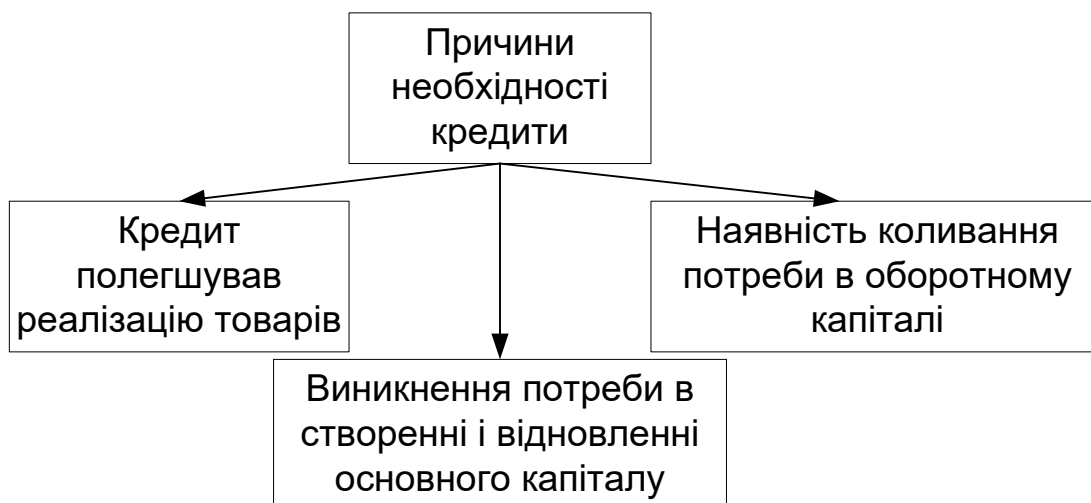 Причини
необхідності
кредити
Кредит
полегшував
реалізацію товарів
Наявність коливання
потреби в оборотному
капіталі
Виникнення потреби в
створенні і відновленні
основного капіталу